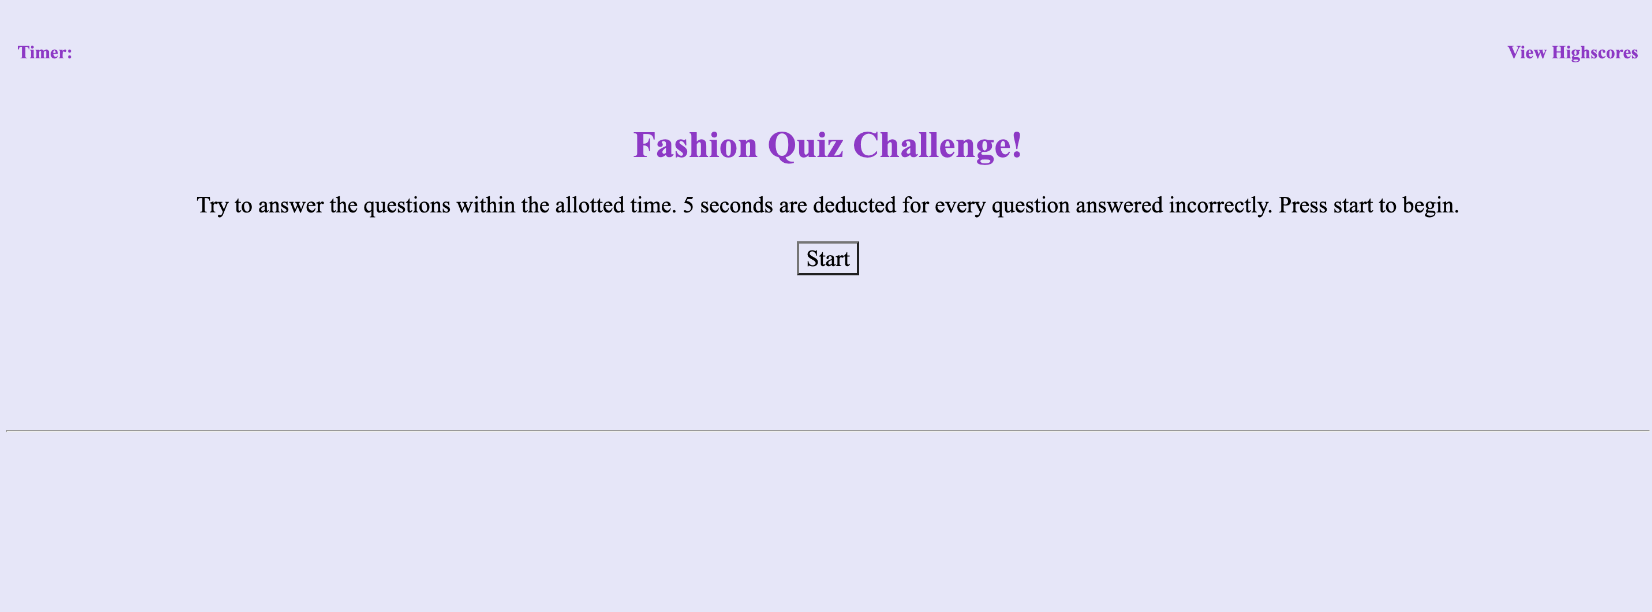 Timer:
View Highscores
Fashion Quiz Challenge!
Try to answer the questions within the allotted time. 5 seconds are deducted for every question answered incorrectly. Press start to begin.
Start